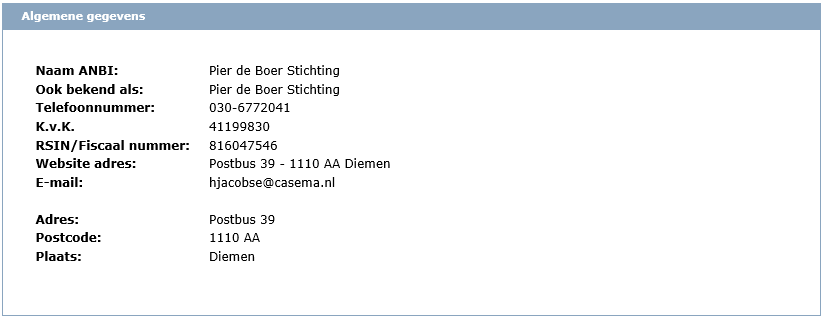 Algemene gegevens
Naam ANBI: Pier de Boer Stichting
Ook bekend als: Pier de Boer Stichting
Telefoonnummer: 030-6772041
K.v.K. 41199830
RSIN/Fiscaal nummer: 816047546
Website adres: Postbus 39 - 1110 AA Diemen
E-mail: hjacobse@casema.nl
Adres: Postbus 39
Postcode: 1110 AA
Plaats: Diemen